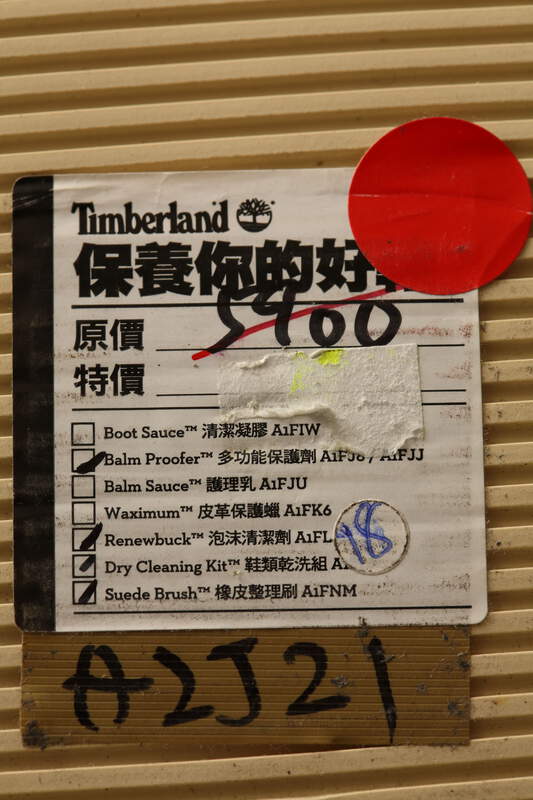 Timberland
保養你的好
原價 5900
特價
Boot Sauce™ 清潔凝膠 A1FIW
Balm Proofer™ 多功能保護劑 A1FJ8 / A1FJJ
Balm Sauce™ 護理乳 A1FJU
Waximum™ 皮革保護蠟 A1FK6
Renewbuck™ 泡沫清潔劑 A1FL
18
Dry Cleaning Kit™ 鞋類乾洗組 A1
Suede Brush™ 橡皮整理刷 A1FNM
A2J21